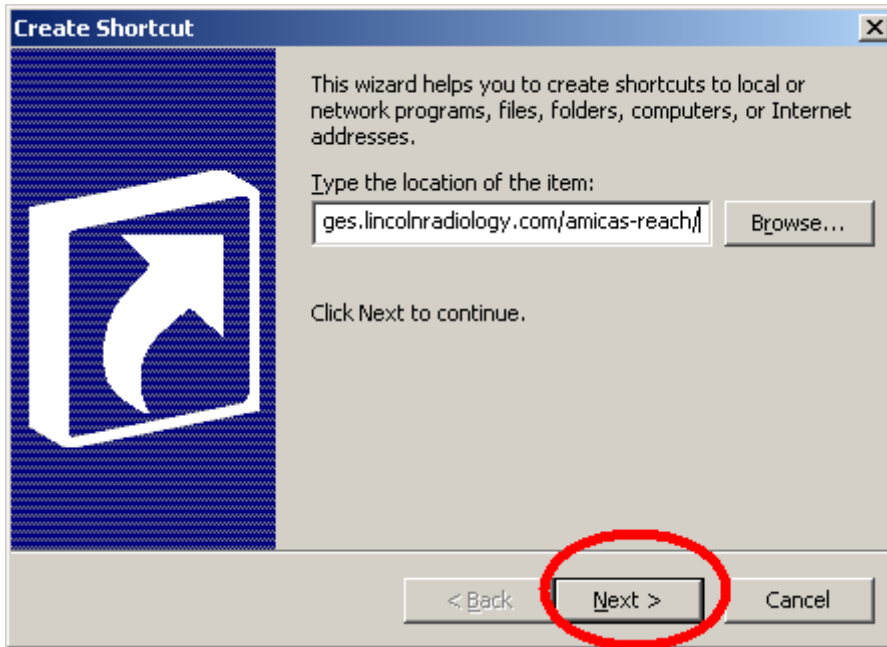 Create Shortcut
This wizard helps you to create shortcuts to local or
network programs, files, folders, computers, or Internet
addresses.
Type the location of the item:
ges.lincolnradiology.com/amicas-reach/
Browse...
Click Next to continue.
< Back
Next >
Cancel